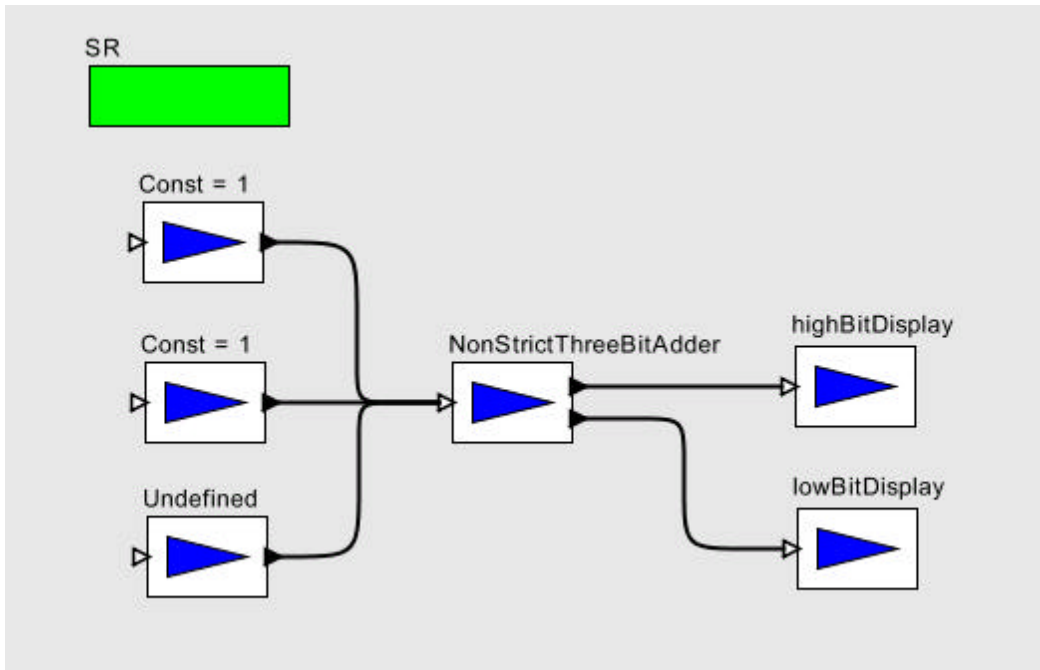 SR
Const = 1
Const = 1
NonStrictThreeBitAdder
highBitDisplay
Undefined
lowBitDisplay